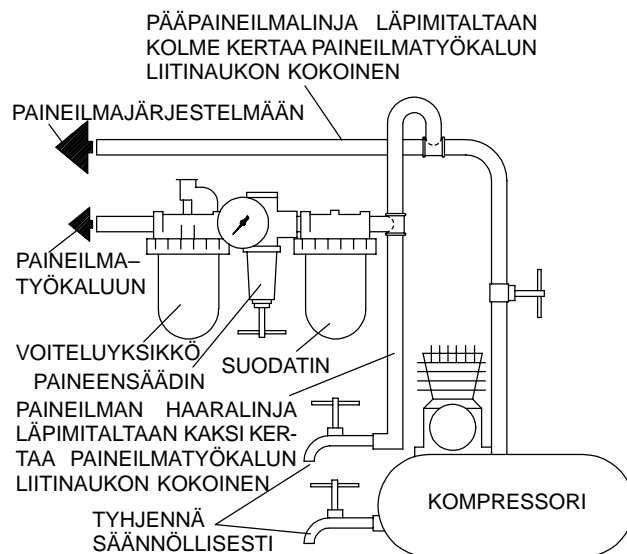 PÄÄPAINEILMALINJA LÄPIMITALTAAN
KOLME KERTAA PAINEILMATYÖKALUN
LIITINAUKON KOKOINEN
PAINEILMAJÄRJESTELMÄÄN
PAINEILMA–
TYÖKALUUN
VOITELUYKSIKKÖ
SUODATIN
PAINEENSÄÄDIN
PAINEILMAN HAARALINJA
LÄPIMITALTAAN KAKSI KER-
TAA PAINEILMATYÖKALUN
LIITINAUKON KOKOINEN
KOMPRESSORI
TYHJENNÄ
SÄÄNNÖLLISESTI